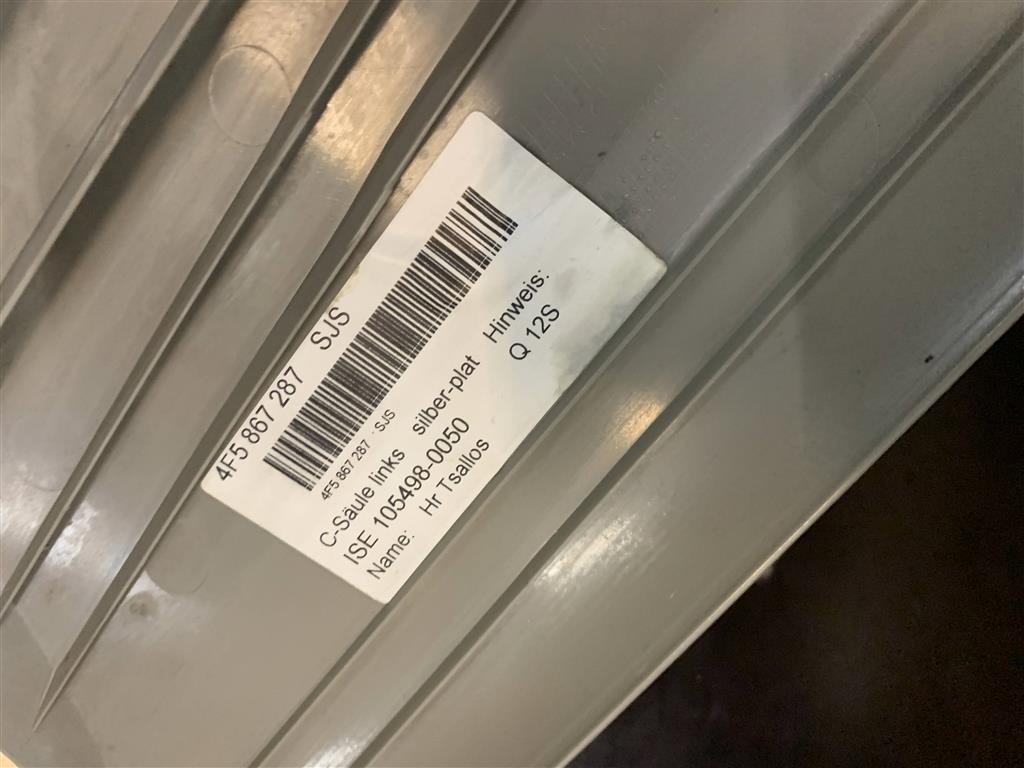 4F5 867 287 SJS
4F5 867 287 - SJS
C-Säule links silber-plat Hinweis:
ISE 105498-0050 Q 12S
Name: Hr Tsallos